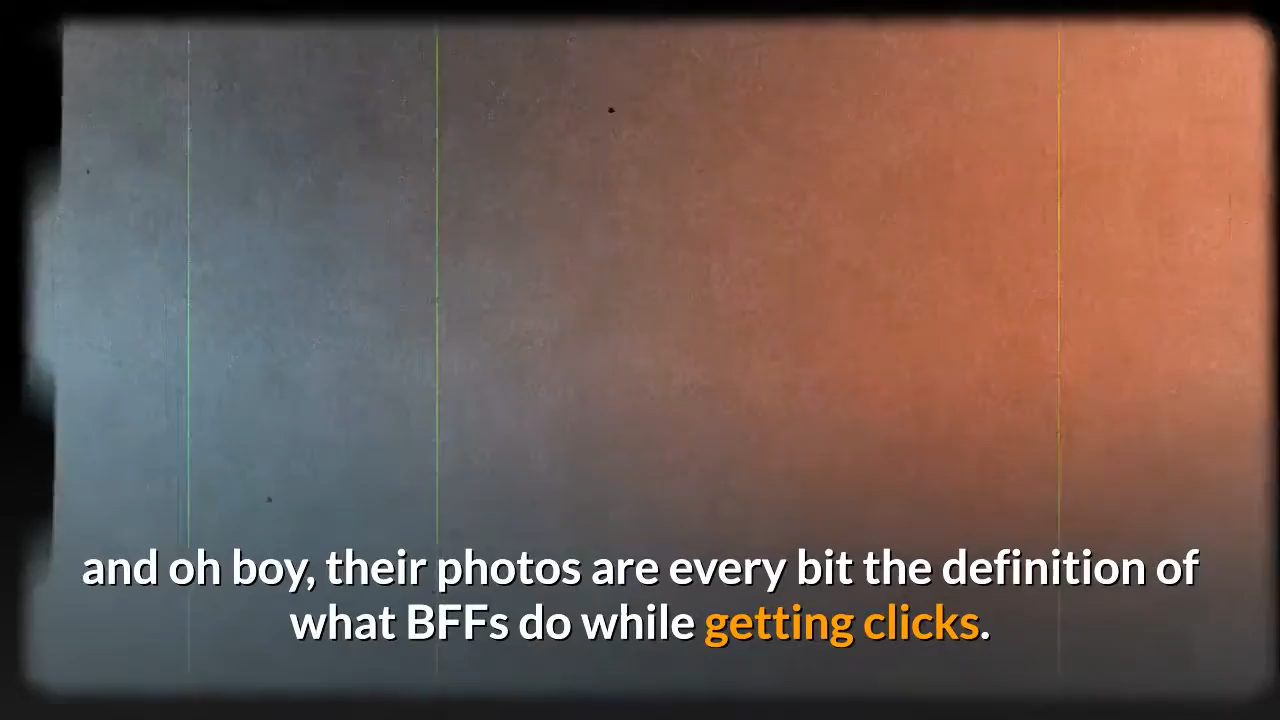 and oh boy, their photos are every bit the definition of
what BFFs do while getting clicks.